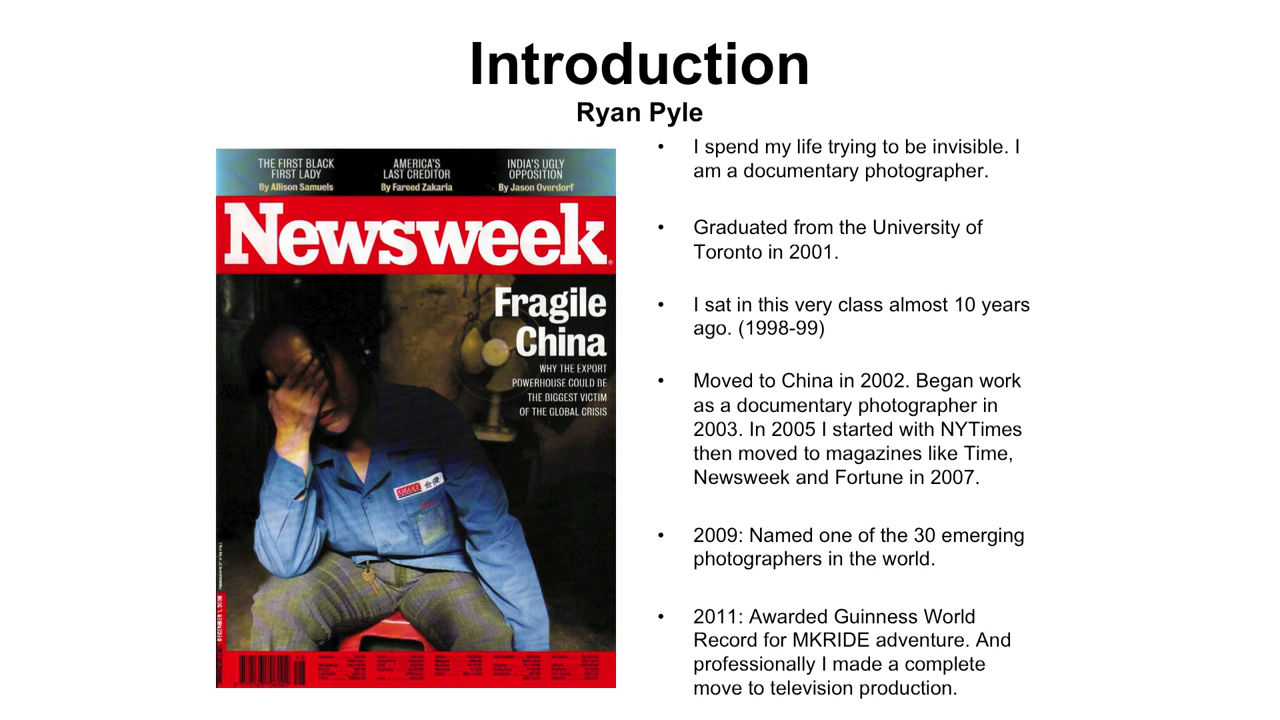 Introduction
Ryan Pyle
THE FIRST BLACK
FIRST LADY
By Allison Samuels
AMERICA'S
LAST CREDITOR
By Fareed Zakaria
INDIA'S UGLY
OPPOSITION
By Jason Overdorf
Newsweek
Fragile
China
WHY THE EXPORT
POWERHOUSE COULD BE
THE BIGGEST VICTIM
OF THE GLOBAL CRISIS
• I spend my life trying to be invisible. I
am a documentary photographer.
• Graduated from the University of
Toronto in 2001.
• I sat in this very class almost 10 years
ago. (1998-99)
• Moved to China in 2002. Began work
as a documentary photographer in
2003. In 2005 I started with NYTimes
then moved to magazines like Time,
Newsweek and Fortune in 2007.
• 2009: Named one of the 30 emerging
photographers in the world.
• 2011: Awarded Guinness World
Record for MKRIDE adventure. And
professionally I made a complete
move to television production.